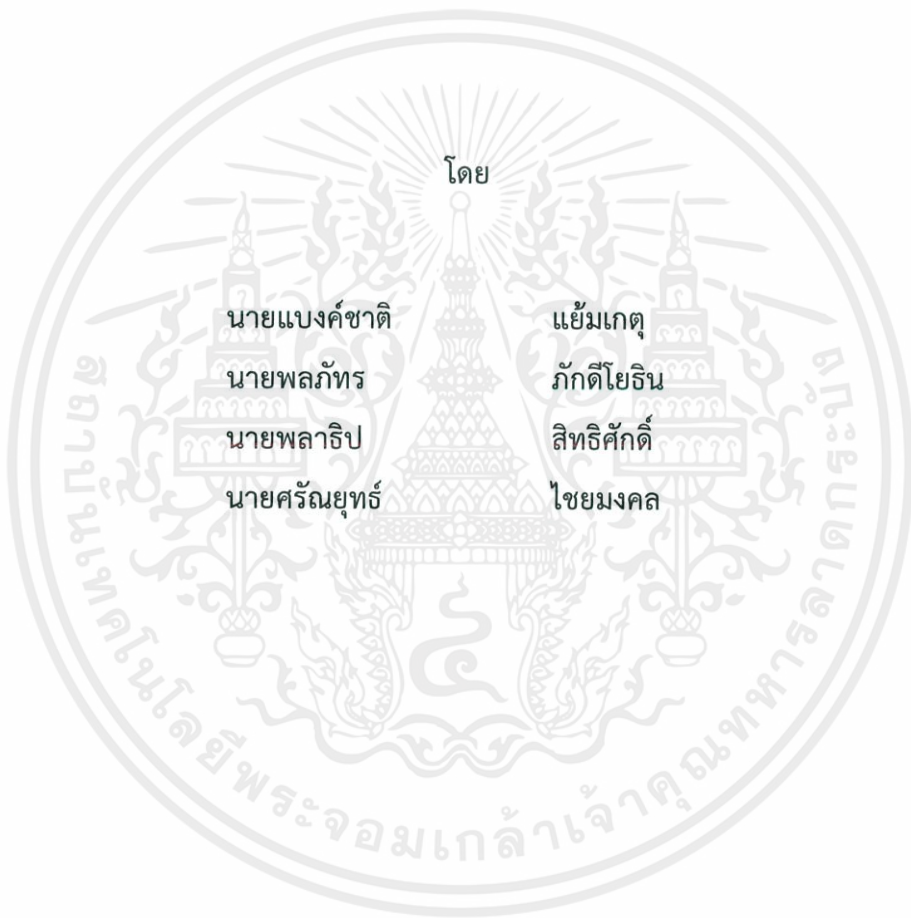 โดย
นายแบงค์ชาติ แย้มเกตุ
นายพลภัทร ภักดีโยธิน
นายพลาธิป สิทธิศักดิ์
นายศรัณยุทธ์ ไชยมงคล
สถาบันเทคโนโลยีพระจอมเกล้าเจ้าคุณทหารลาดกระบัง